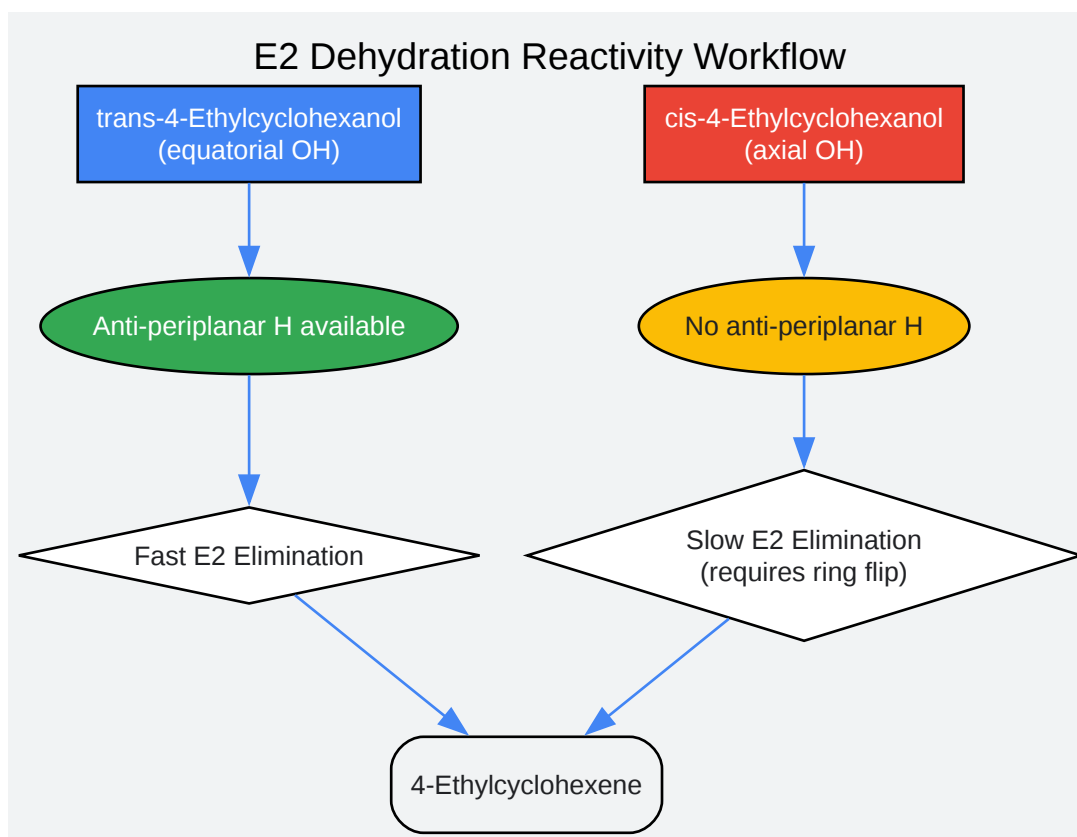 E2 Dehydration Reactivity Workflow
trans-4-Ethylcyclohexanol
(equatorial OH)
cis-4-Ethylcyclohexanol
(axial OH)
Anti-periplanar H available
No anti-periplanar H
Fast E2 Elimination
Slow E2 Elimination
(requires ring flip)
4-Ethylcyclohexene